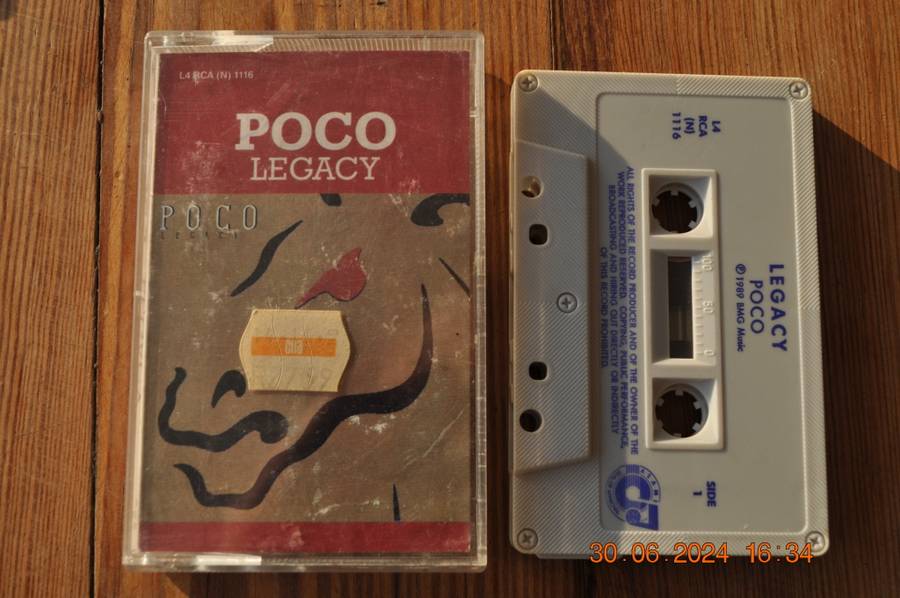 L4 RCA (N) 1116
POCO
LEGACY
POCO
LEGACY
L4
RCA
(N)
1116
LEGACY
POCO
℗1989 BMG Music
100 50 0
ALL RIGHTS OF THE RECORD PRODUCER AND OF THE OWNER OF THE
WORK REPRODUCED RESERVED. COPYING, PUBLIC PERFORMANCE,
BROADCASTING AND HIRING OUT DIRECTLY OR INDIRECTLY
OF THIS RECORD PROHIBITED.
SIDE
1
30.06.2024 16:34